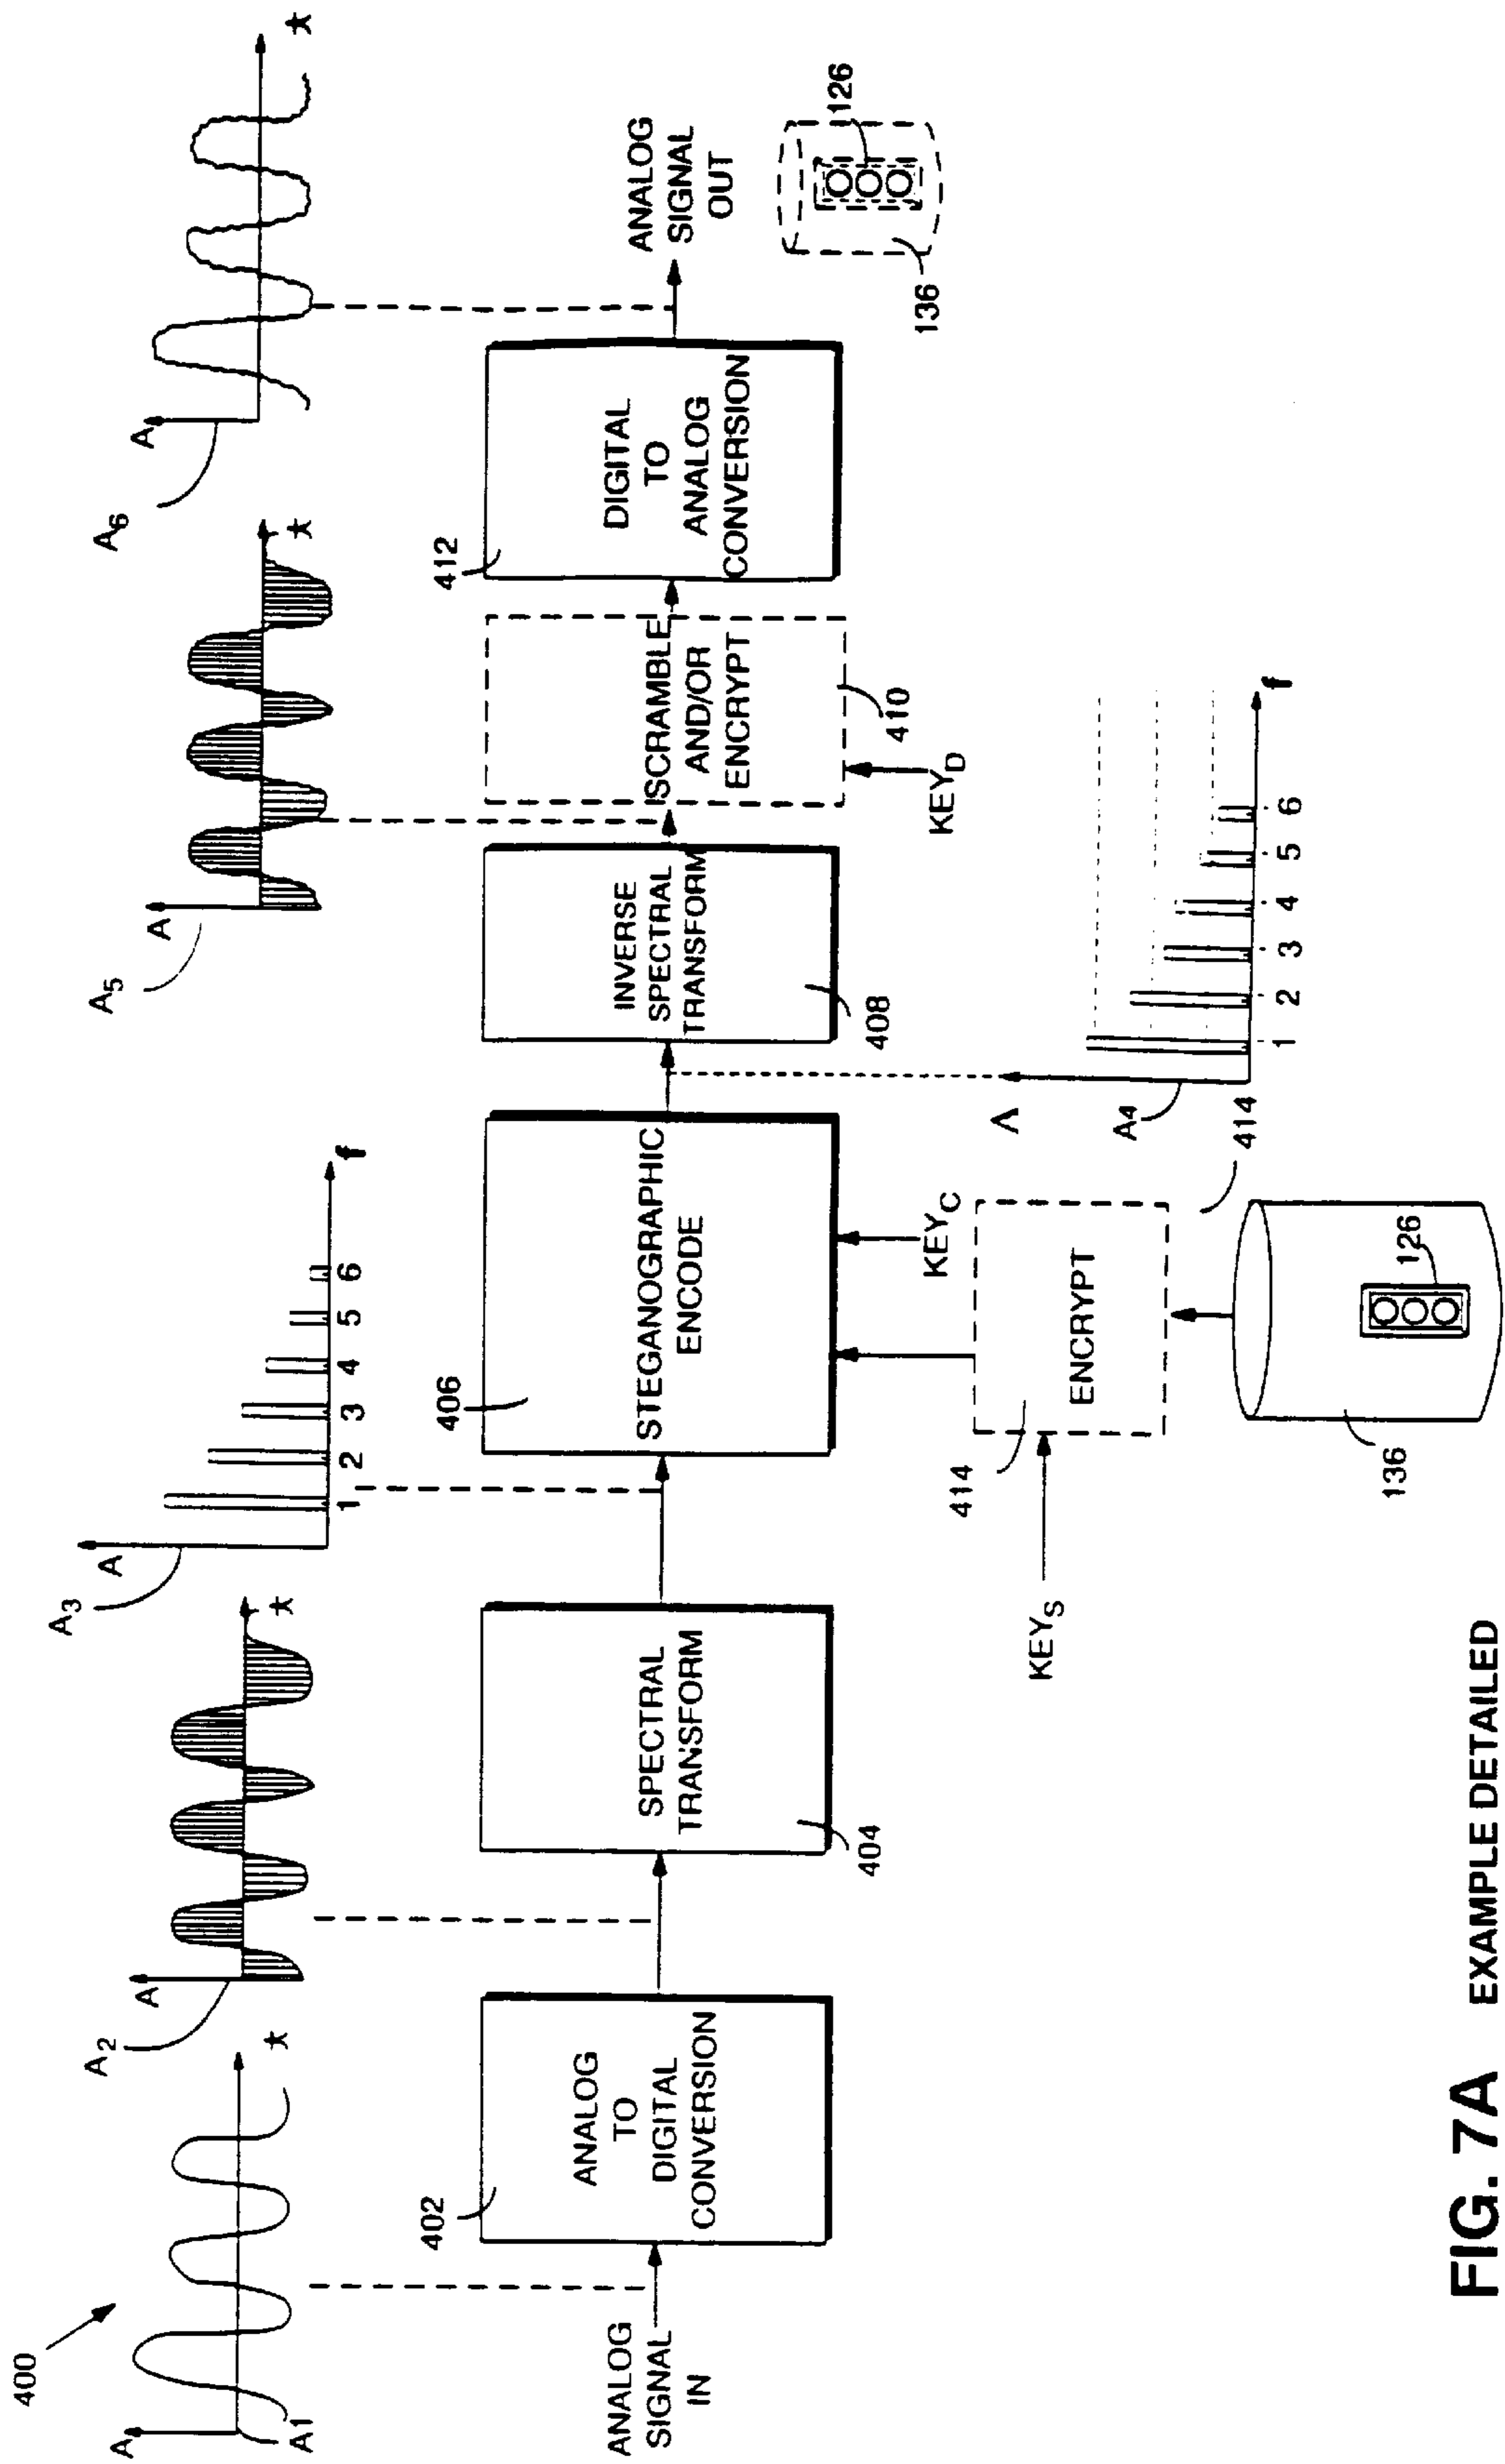 400
A
A1
A2
A
t
A3
A
1 2 3 4 5 6
f
A5
A
t
A6
A
t
t
ANALOG
SIGNAL
IN
402
ANALOG
TO
DIGITAL
CONVERSION
SPECTRAL
TRANSFORM
404
406
STEGANOGRAPHIC
ENCODE
INVERSE
SPECTRAL
TRANSFORM
408
SCRAMBLE
AND/OR
ENCRYPT
410
KEYD
412
DIGITAL
TO
ANALOG
CONVERSION
ANALOG
SIGNAL
OUT
126
136
KEYS
414
ENCRYPT
KEYC
414
136
126
A
A4
1 2 3 4 5 6
f
FIG. 7A EXAMPLE DETAILED